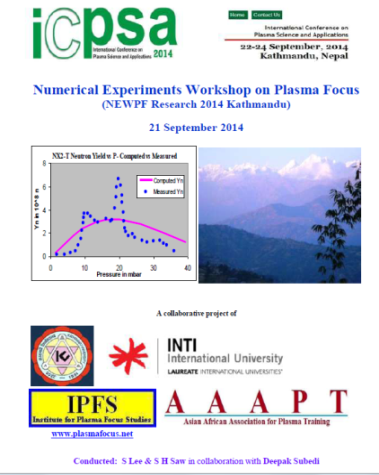 icpsa
2014
International Conference on
Plasma Science and Applications
Home
Contact Us
International Conference on
Plasma Science and Applications
22-24 September, 2014
Kathmandu, Nepal
Numerical Experiments Workshop on Plasma Focus
(NEWPF Research 2014 Kathmandu)
21 September 2014
NX2-T Neutron Yield v P- Computed v Measured
Computed Yn
Measured Yn
Yn in 10^8 n
8
6
4
2
0
0 10 20 30 40
Pressure in mbar
A collaborative project of
INTI
International University
LAUREATE INTERNATIONAL UNIVERSITIES
IPFS
Institute for Plasma Focus Studies
www.plasmafocus.net
A A A P T
Asian African Association for Plasma Training
Conducted: S Lee & S H Saw in collaboration with Deepak Subedi